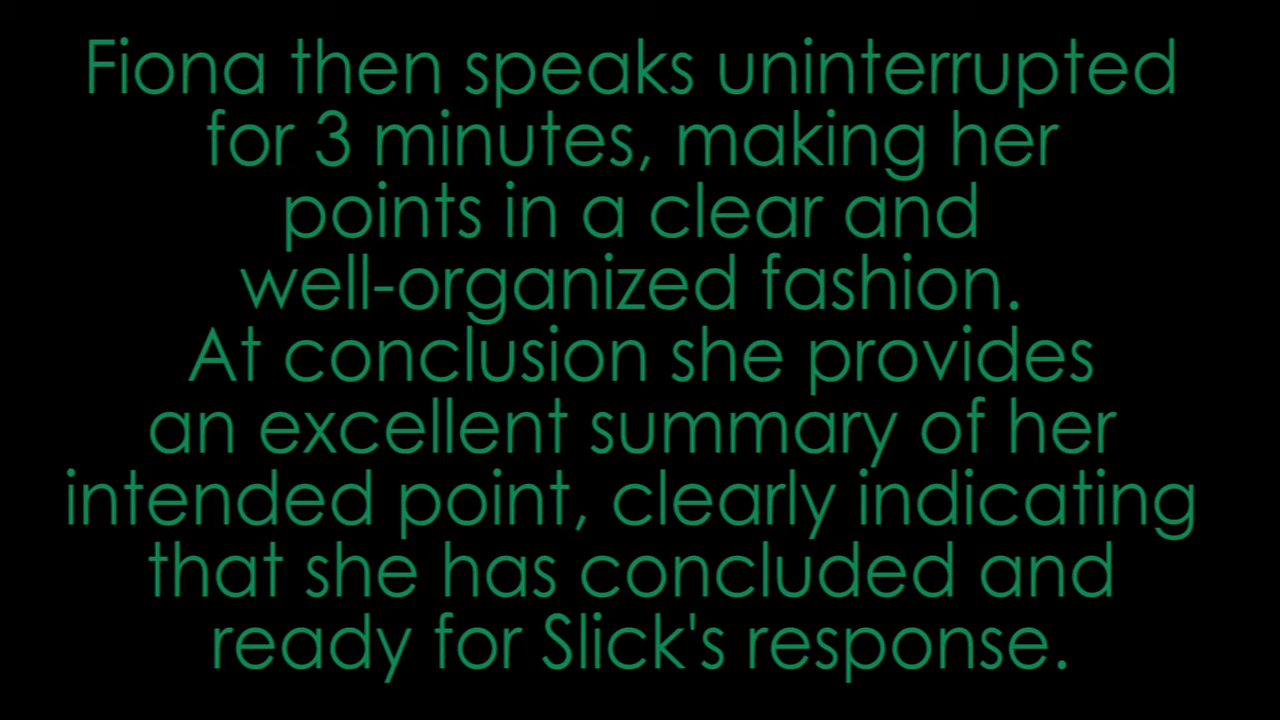 Fiona then speaks uninterrupted
for 3 minutes, making her
points in a clear and
well-organized fashion.
At conclusion she provides
an excellent summary of her
intended point, clearly indicating
that she has concluded and
ready for Slick's response.